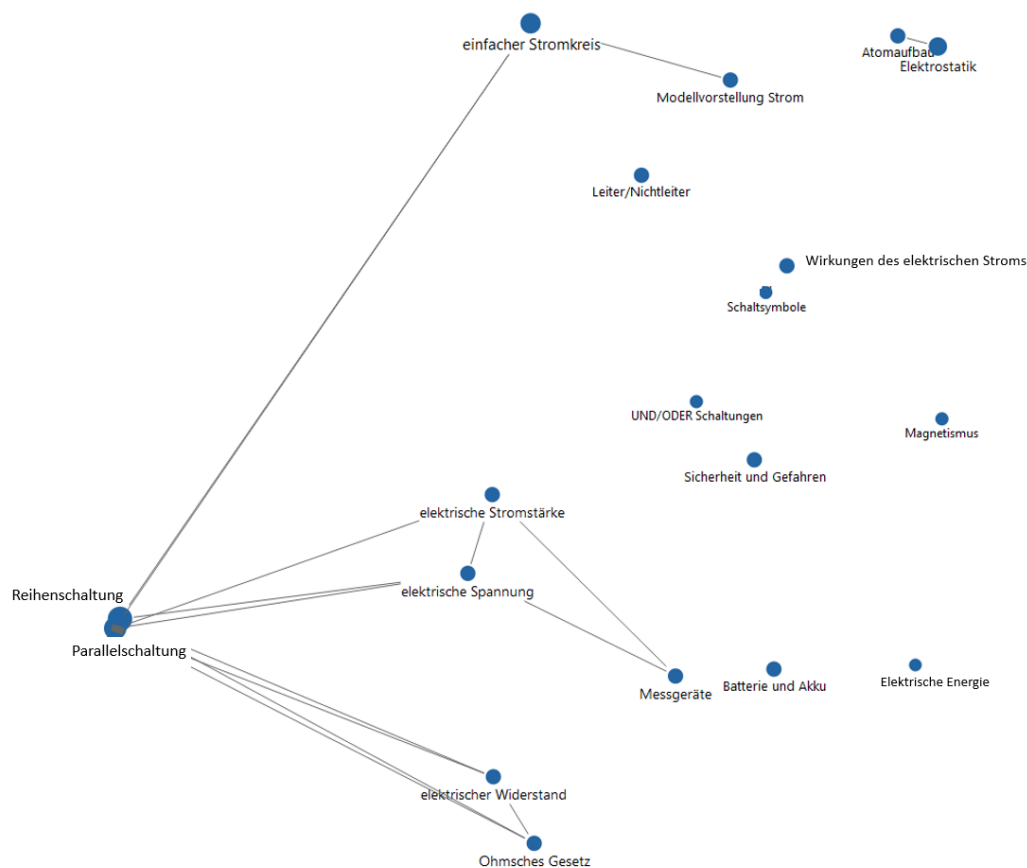 einfacher Stromkreis
Atomaufbau
Elektrostatik
Modellvorstellung Strom
Leiter/Nichtleiter
Wirkungen des elektrischen Stroms
Schaltsymbole
UND/ODER Schaltungen
Magnetismus
Sicherheit und Gefahren
elektrische Stromstärke
elektrische Spannung
Reihenschaltung
Parallelschaltung
Messgeräte
Batterie und Akku
Elektrische Energie
elektrischer Widerstand
Ohmsches Gesetz